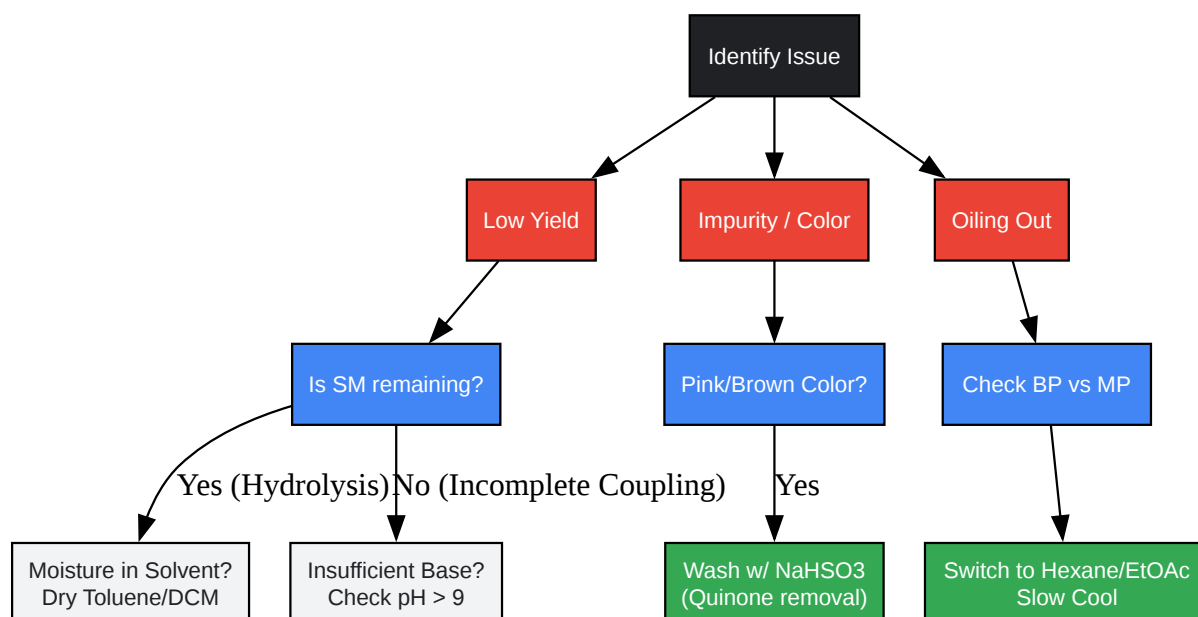 Identify Issue
Low Yield
Impurity / Color
Oiling Out
Is SM remaining?
Pink/Brown Color?
Check BP vs MP
Yes (Hydrolysis)
No (Incomplete Coupling)
Yes
Moisture in Solvent?
Dry Toluene/DCM
Insufficient Base?
Check pH > 9
Wash w/ NaHSO3
(Quinone removal)
Switch to Hexane/EtOAc
Slow Cool